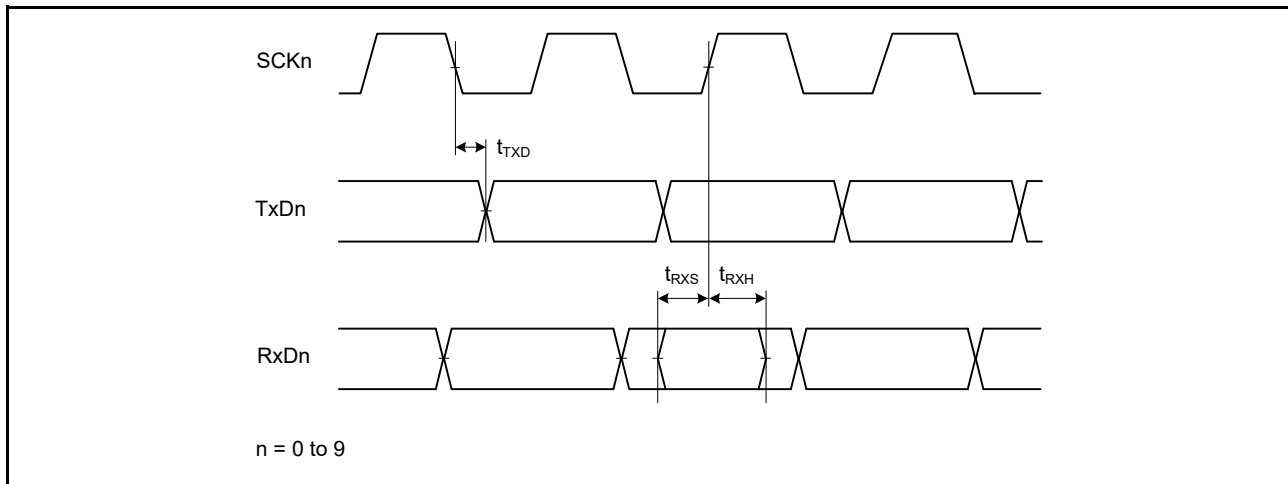 SCKn
tTXD
TxDn
tRXS tRXH
RxDn
n = 0 to 9